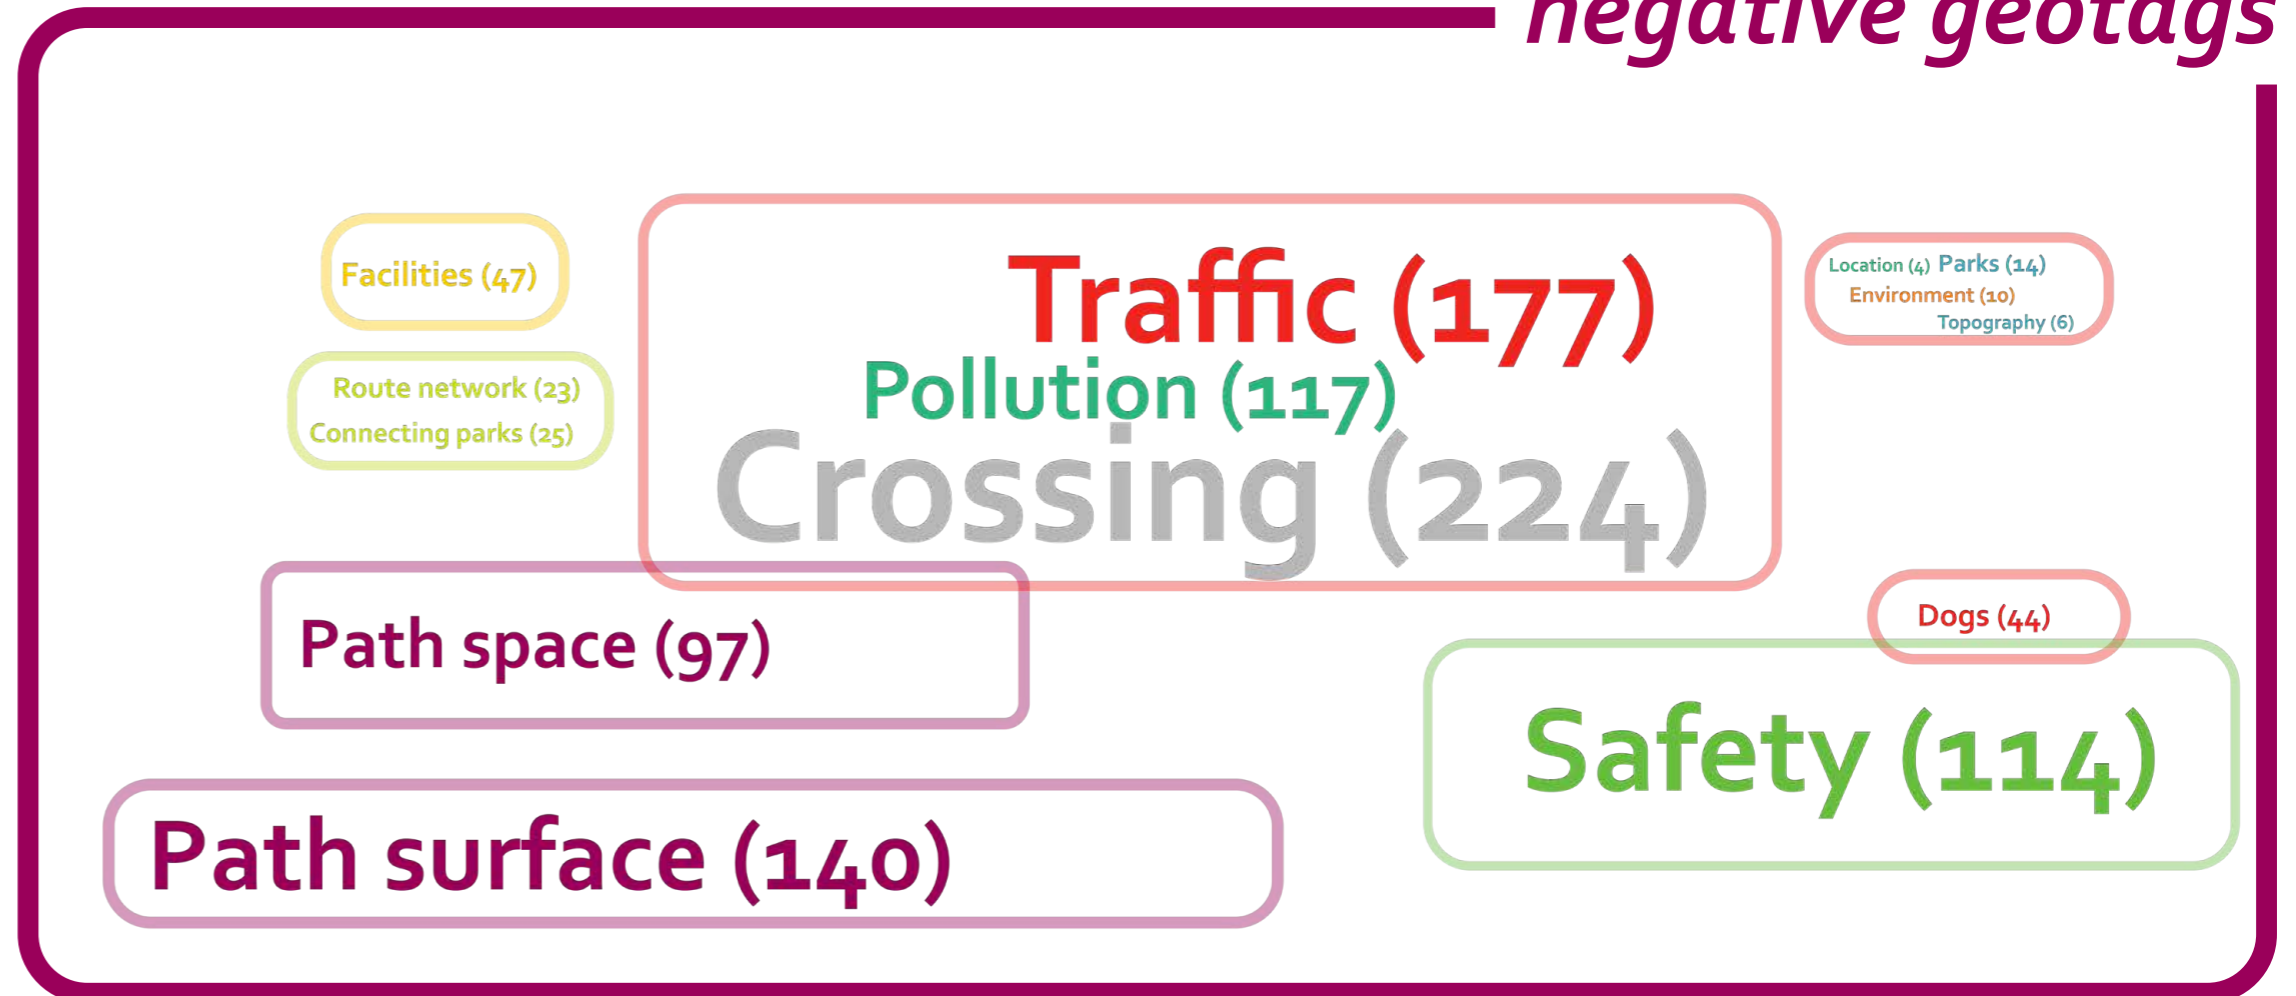 negative geotags
Facilities (47)
Route network (23)
Connecting parks (25)
Traffic (177)
Pollution (117)
Crossing (224)
Location (4) Parks (14)
Environment (10)
Topography (6)
Path space (97)
Dogs (44)
Safety (114)
Path surface (140)